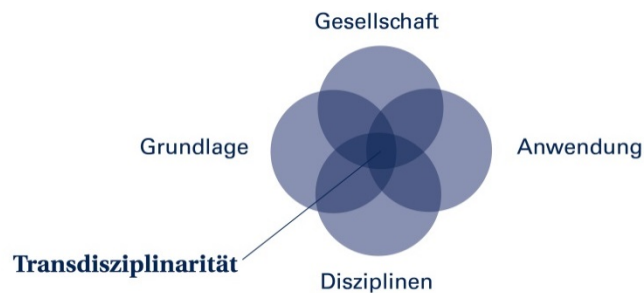 Gesellschaft
Grundlage
Anwendung
Transdisziplinarität
Disziplinen